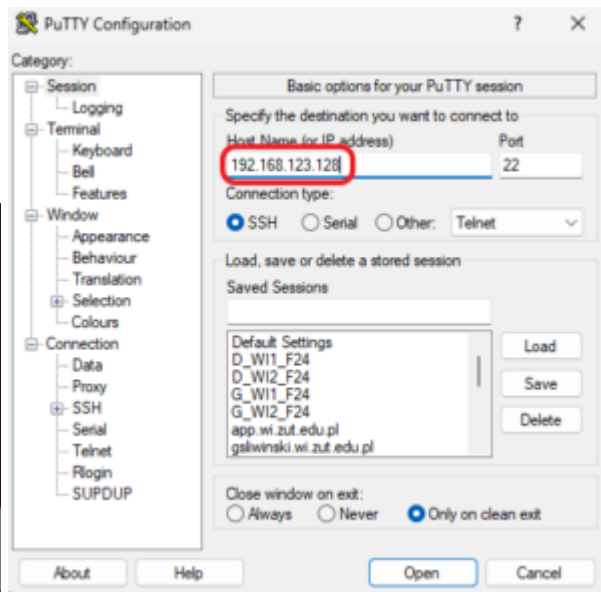 PuTTY Configuration ? ×
Category:
Session
Logging
Terminal
Keyboard
Bell
Features
Window
Appearance
Behaviour
Translation
Selection
Colours
Connection
Data
Proxy
SSH
Serial
Telnet
Rlogin
SUPDUP
Basic options for your PuTTY session
Specify the destination you want to connect to
Host Name (or IP address) Port
192.168.123.128 22
Connection type:
SSH Serial Other: Telnet
Load, save or delete a stored session
Saved Sessions
Default Settings
D_WI1_F24
D_WI2_F24
G_WI1_F24
G_WI2_F24
app.wi.zut.edu.pl
gsliwinski.wi.zut.edu.pl
Load
Save
Delete
Close window on exit:
Always Never Only on clean exit
About Help Open Cancel